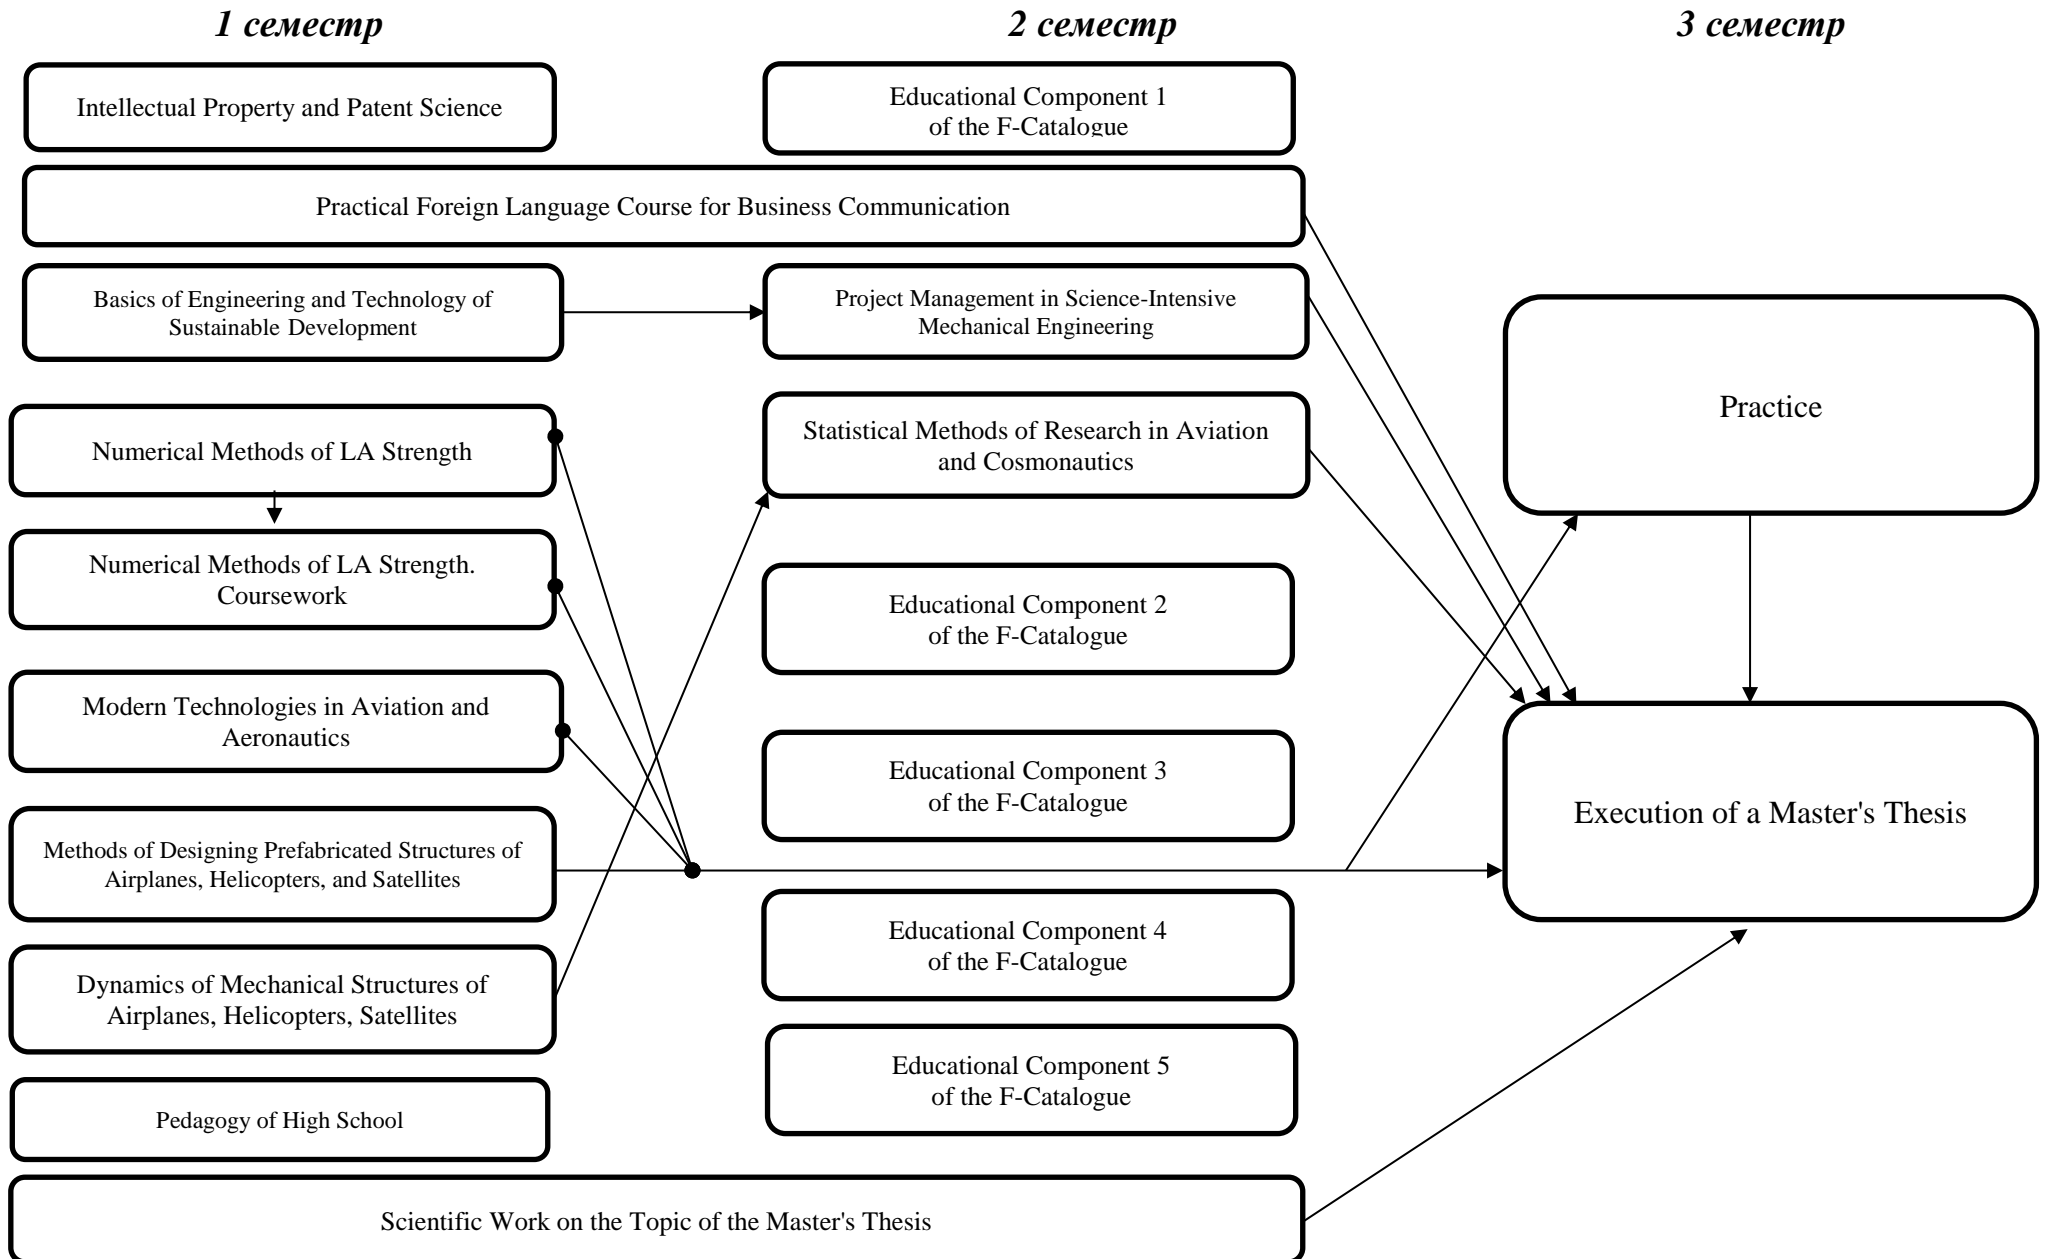 1 семестр
2 семестр
3 семестр
Intellectual Property and Patent Science
Educational Component 1
of the F-Catalogue
Practical Foreign Language Course for Business Communication
Basics of Engineering and Technology of
Sustainable Development
Project Management in Science-Intensive
Mechanical Engineering
Practice
Numerical Methods of LA Strength
Statistical Methods of Research in Aviation
and Cosmonautics
Numerical Methods of LA Strength.
Coursework
Educational Component 2
of the F-Catalogue
Modern Technologies in Aviation and
Aeronautics
Educational Component 3
of the F-Catalogue
Execution of a Master's Thesis
Methods of Designing Prefabricated Structures of
Airplanes, Helicopters, and Satellites
Educational Component 4
of the F-Catalogue
Dynamics of Mechanical Structures of
Airplanes, Helicopters, Satellites
Educational Component 5
of the F-Catalogue
Pedagogy of High School
Scientific Work on the Topic of the Master's Thesis